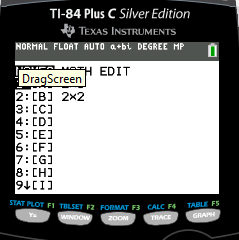 TI-84 Plus C Silver Edition
TEXAS INSTRUMENTS
NORMAL FLOAT AUTO a+bi DEGREE MP
MATH EDIT
DragScreen
2:[B] 2×2
3:[C]
4:[D]
5:[E]
6:[F]
7:[G]
8:[H]
9↓[I]
STAT PLOT F1 TBLSET F2 FORMAT F3 CALC F4 TABLE F5
Y= WINDOW ZOOM TRACE GRAPH